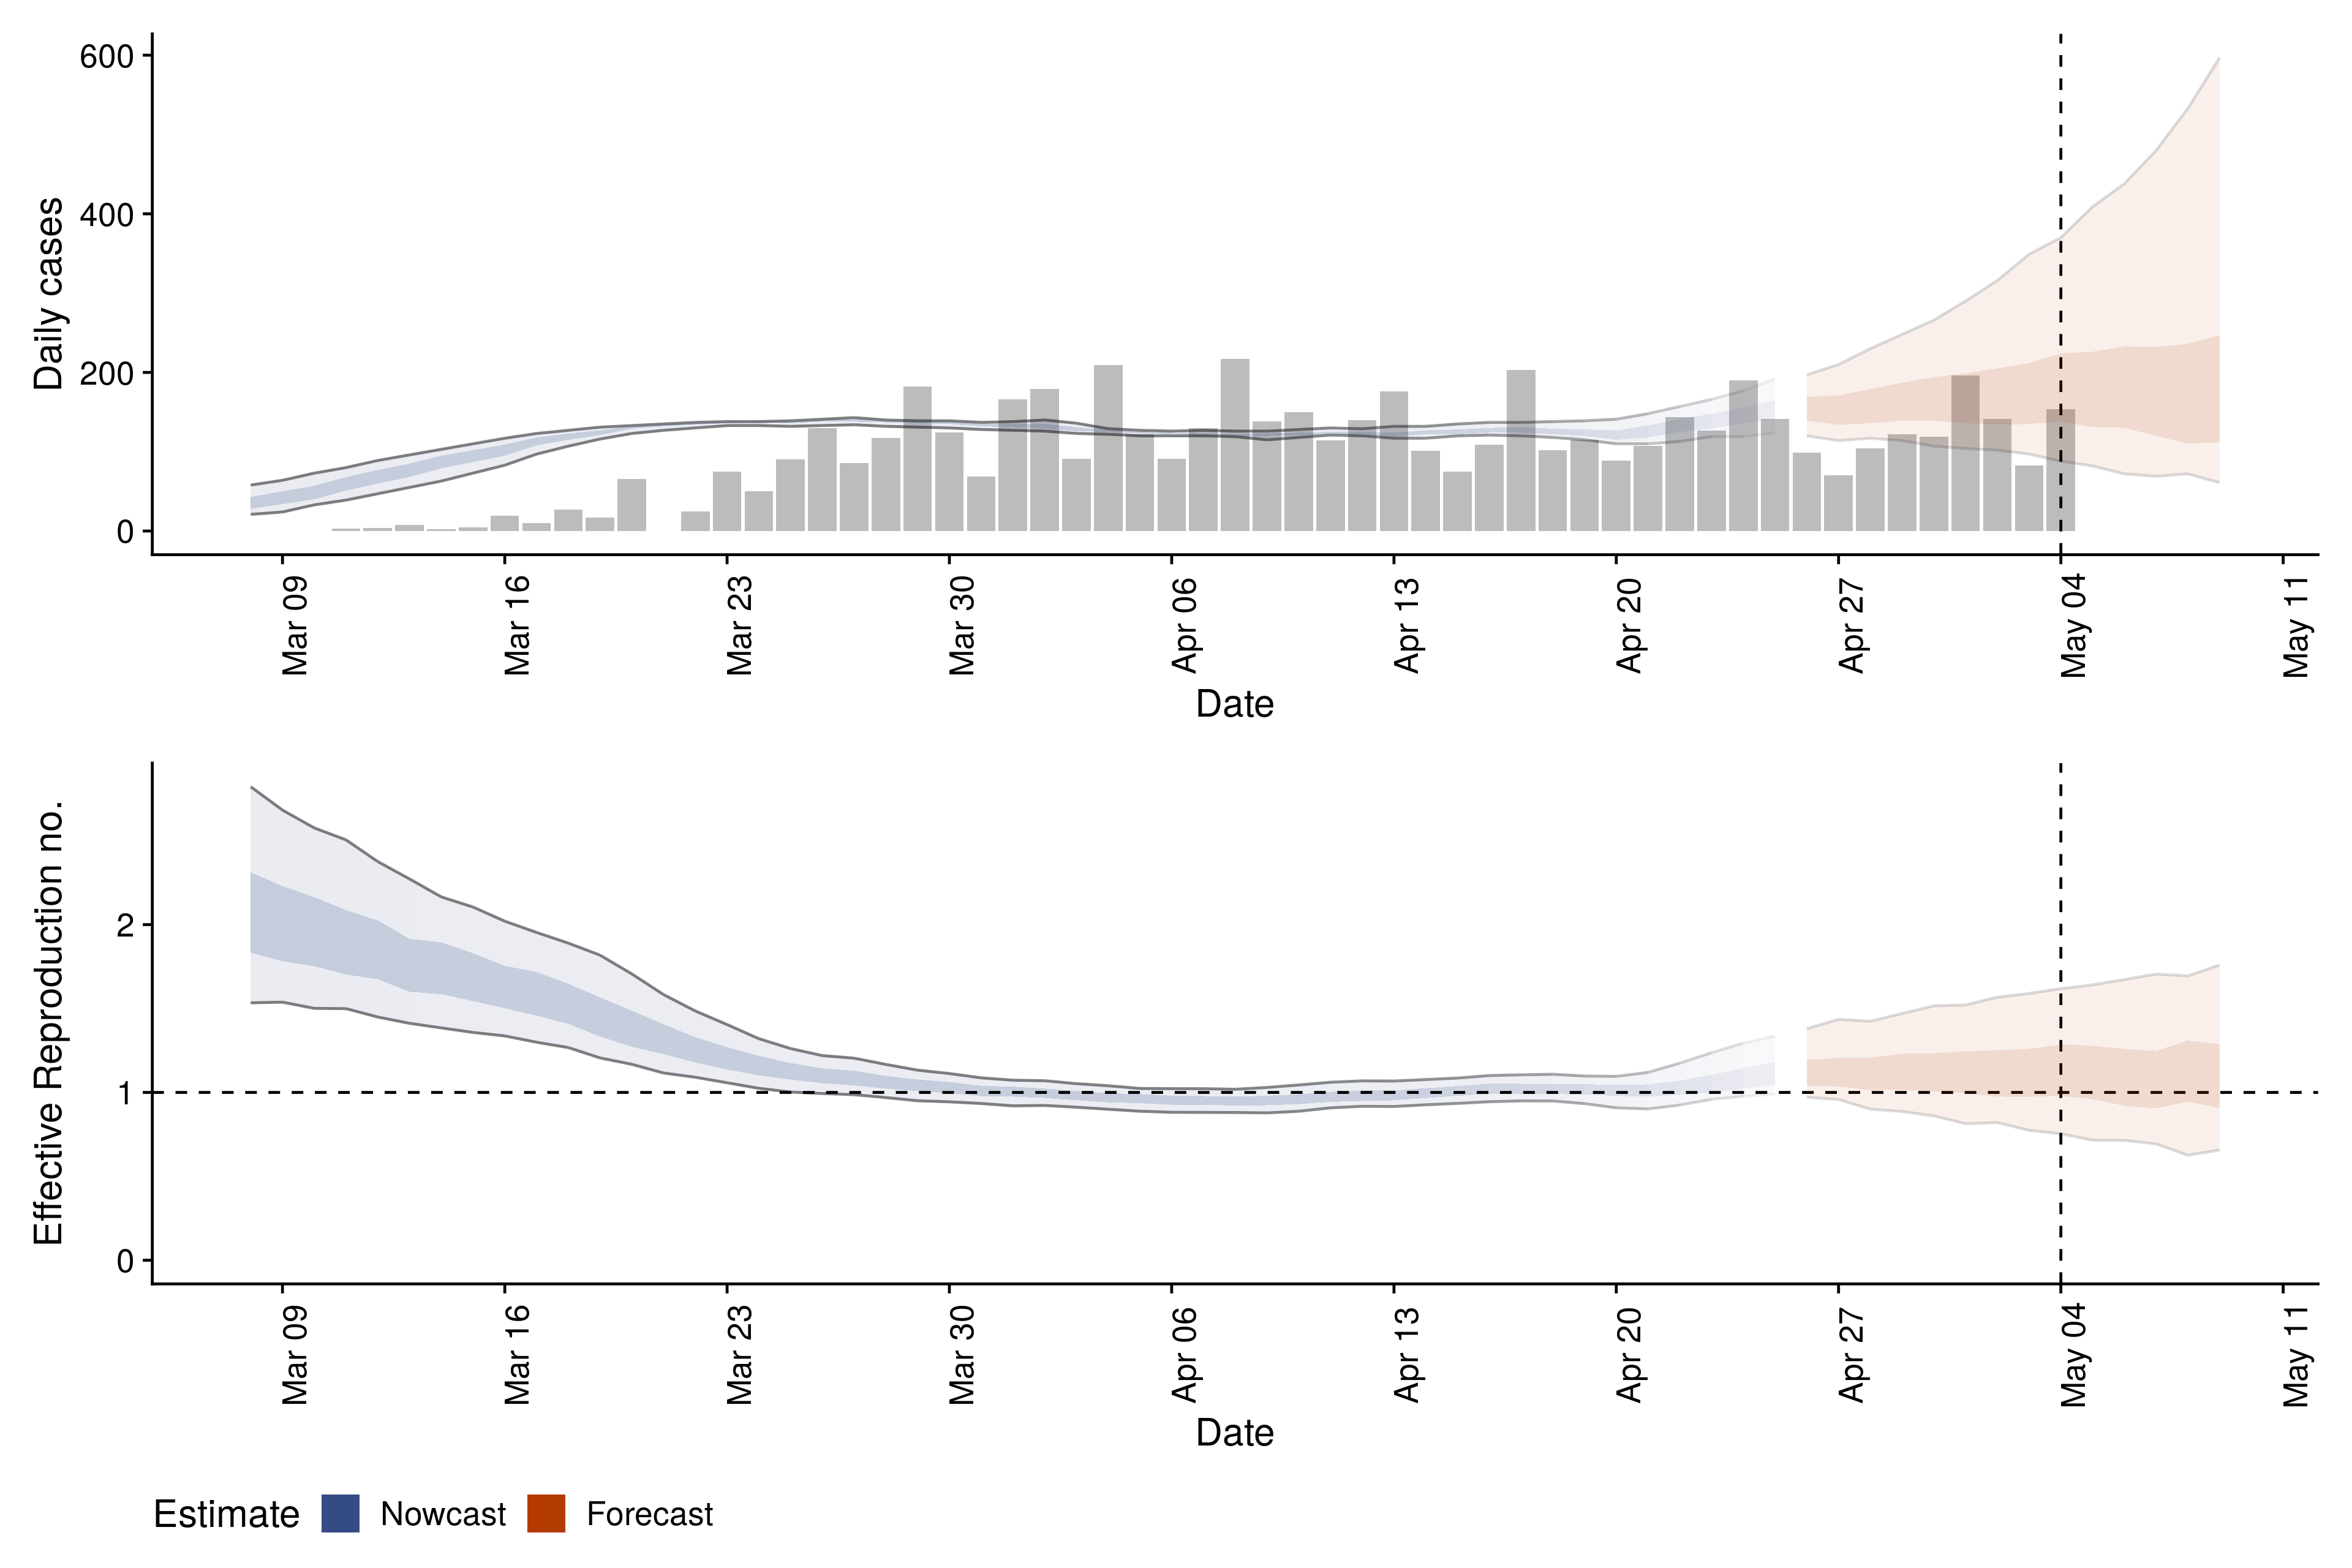 Daily cases
600
400
200
0
Mar 09
Mar 16
Mar 23
Mar 30
Apr 06
Apr 13
Apr 20
Apr 27
May 04
May 11
Date
Effective Reproduction no.
2
1
0
Mar 09
Mar 16
Mar 23
Mar 30
Apr 06
Apr 13
Apr 20
Apr 27
May 04
May 11
Date
Estimate Nowcast Forecast